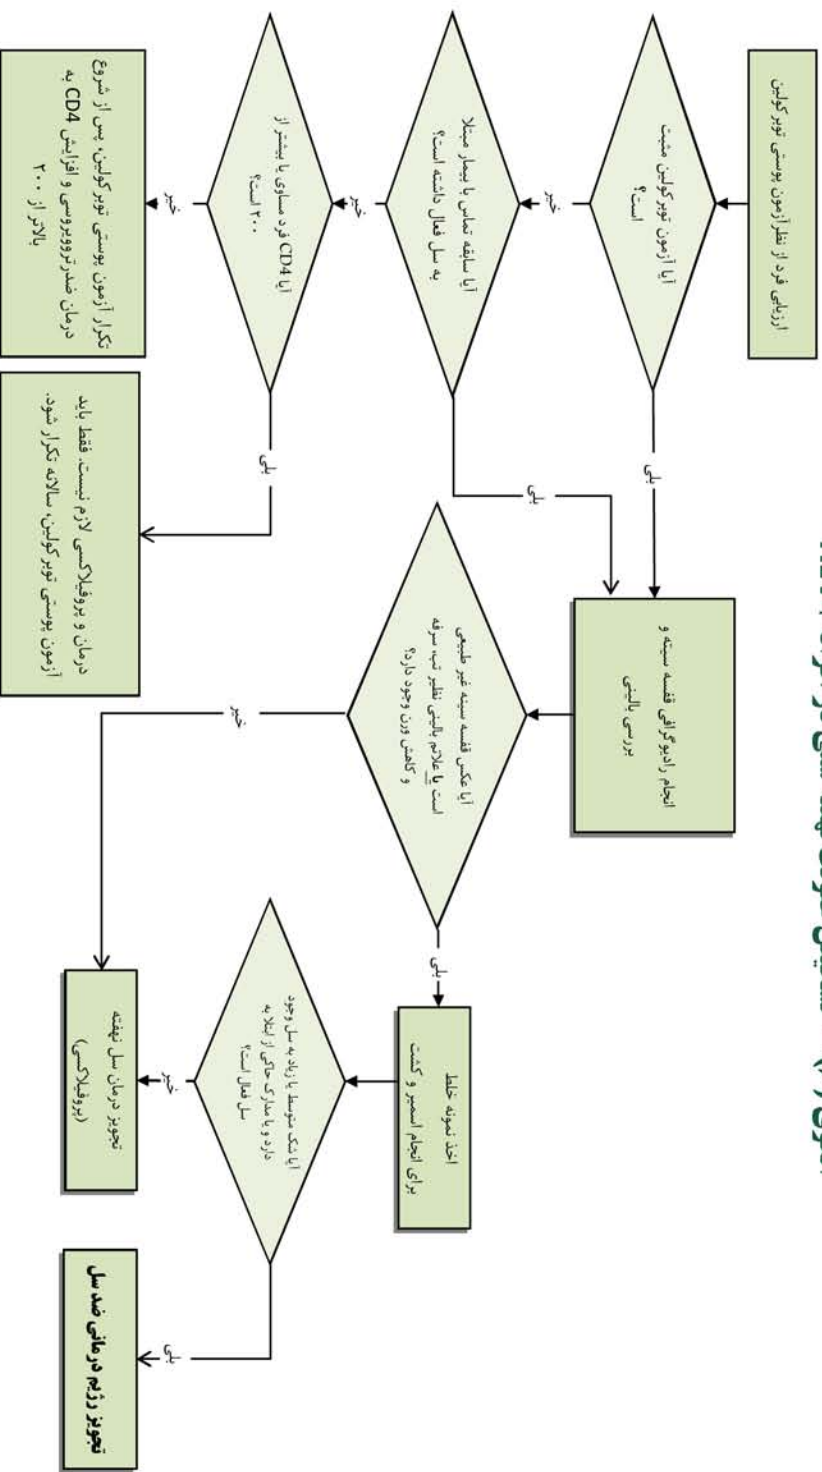 ارزیابی فرد از نظر آزمون پوستی توبرکولین
آیا آزمون توبرکولین مثبت
است؟
بلی
خیر
انجام رادیوگرافی قفسه سینه و
بررسی بالینی
آیا سابقه تماس با بیمار مبتلا
به سل فعال داشته است؟
بلی
خیر
آیا عکس قفسه سینه غیر طبیعی
است یا علائم بالینی نظیر تب، سرفه
و کاهش وزن وجود دارد؟
بلی
خیر
اخذ نمونه خلط
برای انجام اسمیر و کشت
آیا CD4 فرد مساوی یا بیشتر از
۲۰۰ است؟
بلی
خیر
آیا شک متوسط یا زیاد به سل وجود
دارد و یا مدارک حاکی از ابتلا به
سل فعال است؟
بلی
خیر
تکرار آزمون پوستی توبرکولین، پس از شروع
درمان ضدرتروویروسی و افزایش CD4 به
بالاتر از ۲۰۰
درمان و پروفیلاکسی لازم نیست. فقط باید
آزمون پوستی توبرکولین، سالانه تکرار شود.
تجویز درمان سل نهفته
(پروفیلاکسی)
تجویز رژیم درمانی ضد سل